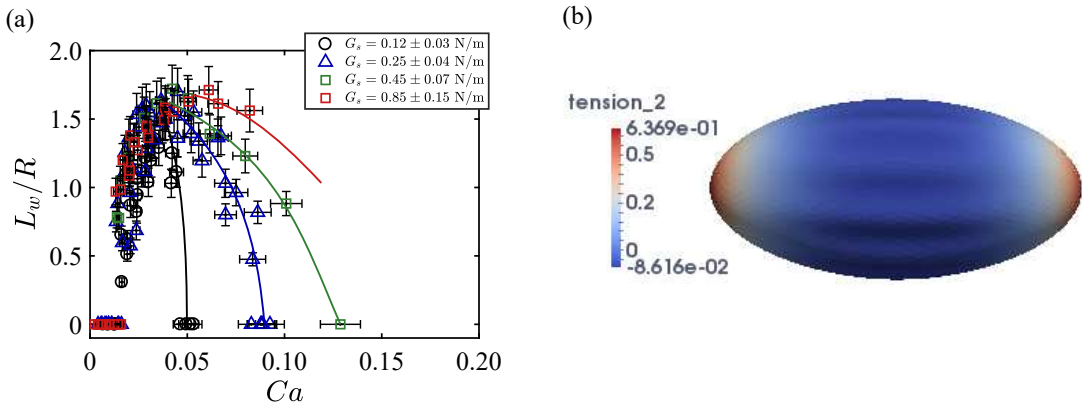 (a)
2.0
1.5
1.0
0.5
0
L_w/R
0
0.05
0.10
0.15
0.20
Ca
G_s = 0.12 ± 0.03 N/m
G_s = 0.25 ± 0.04 N/m
G_s = 0.45 ± 0.07 N/m
G_s = 0.85 ± 0.15 N/m
(b)
tension_2
6.369e-01
0.5
0.2
0
-8.616e-02